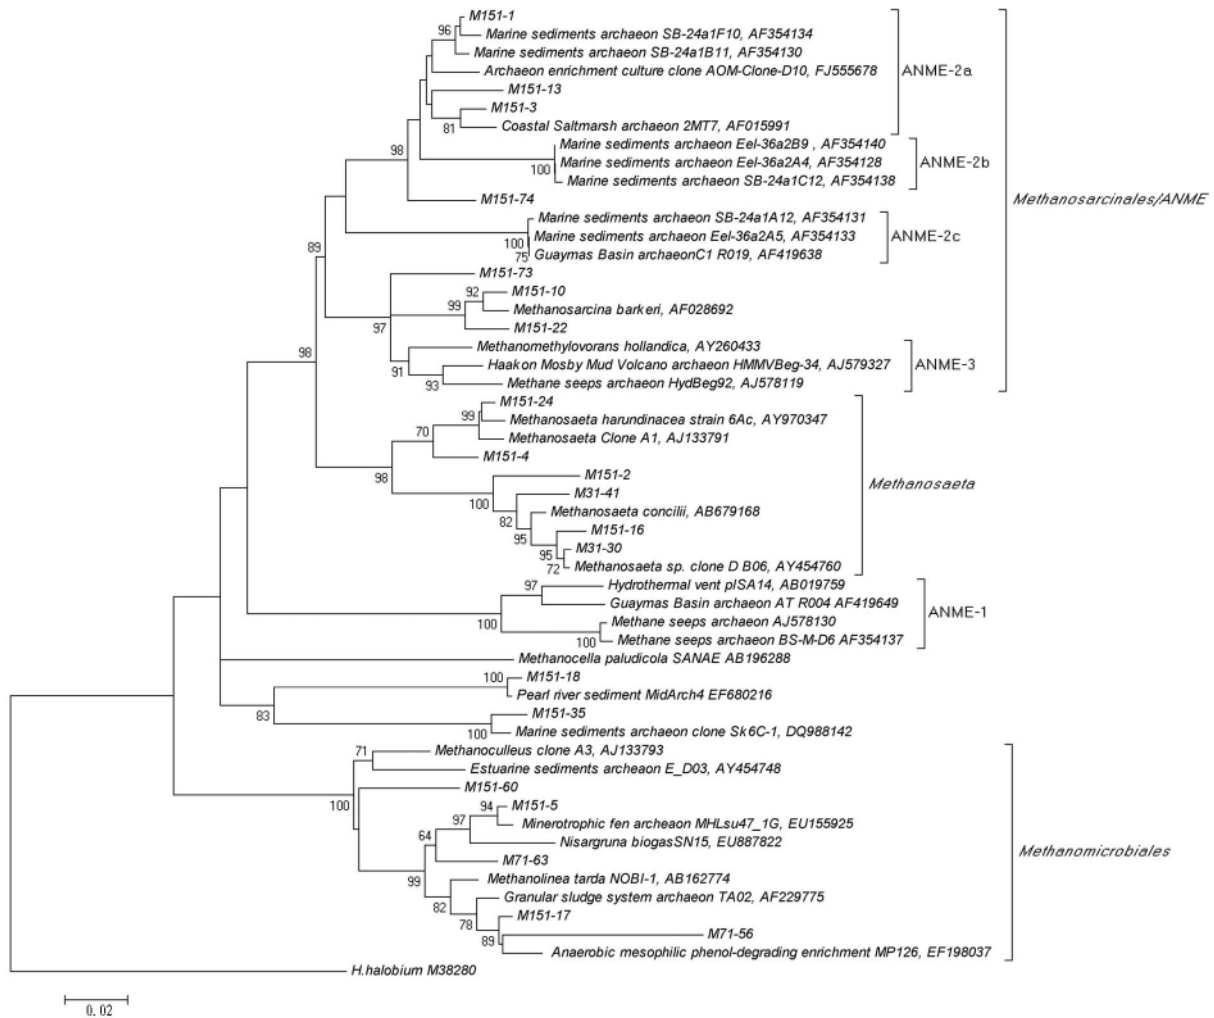 M151-1
96
Marine sediments archaeon SB-24a1F10, AF354134
Marine sediments archaeon SB-24a1B11, AF354130
Archaeon enrichment culture clone AOM-Clone-D10, FJ555678
ANME-2a
M151-13
M151-3
81
Coastal Saltmarsh archaeon 2MT7, AF015991
98
Marine sediments archaeon Eel-36a2B9 , AF354140
Marine sediments archaeon Eel-36a2A4, AF354128
100
ANME-2b
Marine sediments archaeon SB-24a1C12, AF354138
M151-74
Methanosarcinales/ANME
Marine sediments archaeon SB-24a1A12, AF354131
Marine sediments archaeon Eel-36a2A5, AF354133
ANME-2c
100
89
75
Guaymas Basin archaeonC1 R019, AF419638
M151-73
92
M151-10
99
Methanosarcina barkeri, AF028692
97
M151-22
98
Methanomethylovorans hollandica, AY260433
Haakon Mosby Mud Volcano archaeon HMMVBeg-34, AJ579327
ANME-3
91
93
Methane seeps archaeon HydBeg92, AJ578119
M151-24
99
Methanosaeta harundinacea strain 6Ac, AY970347
70
Methanosaeta Clone A1, AJ133791
M151-4
98
M151-2
Methanosaeta
100
M31-41
82
Methanosaeta concilii, AB679168
95
M151-16
95
M31-30
72
Methanosaeta sp. clone D B06, AY454760
97
Hydrothermal vent pISA14, AB019759
Guaymas Basin archaeon AT R004 AF419649
ANME-1
100
Methane seeps archaeon AJ578130
100
Methane seeps archaeon BS-M-D6 AF354137
Methanocella paludicola SANAE AB196288
100
M151-18
Pearl river sediment MidArch4 EF680216
83
M151-35
100
Marine sediments archaeon clone Sk6C-1, DQ988142
71
Methanoculleus clone A3, AJ133793
Estuarine sediments archeaon E_D03, AY454748
M151-60
100
94
M151-5
97
Minerotrophic fen archeaon MHLsu47_1G, EU155925
64
Nisargruna biogasSN15, EU887822
Methanomicrobiales
M71-63
99
Methanolinea tarda NOBI-1, AB162774
82
Granular sludge system archaeon TA02, AF229775
78
M151-17
89
M71-56
Anaerobic mesophilic phenol-degrading enrichment MP126, EF198037
H.halobium M38280
0.02